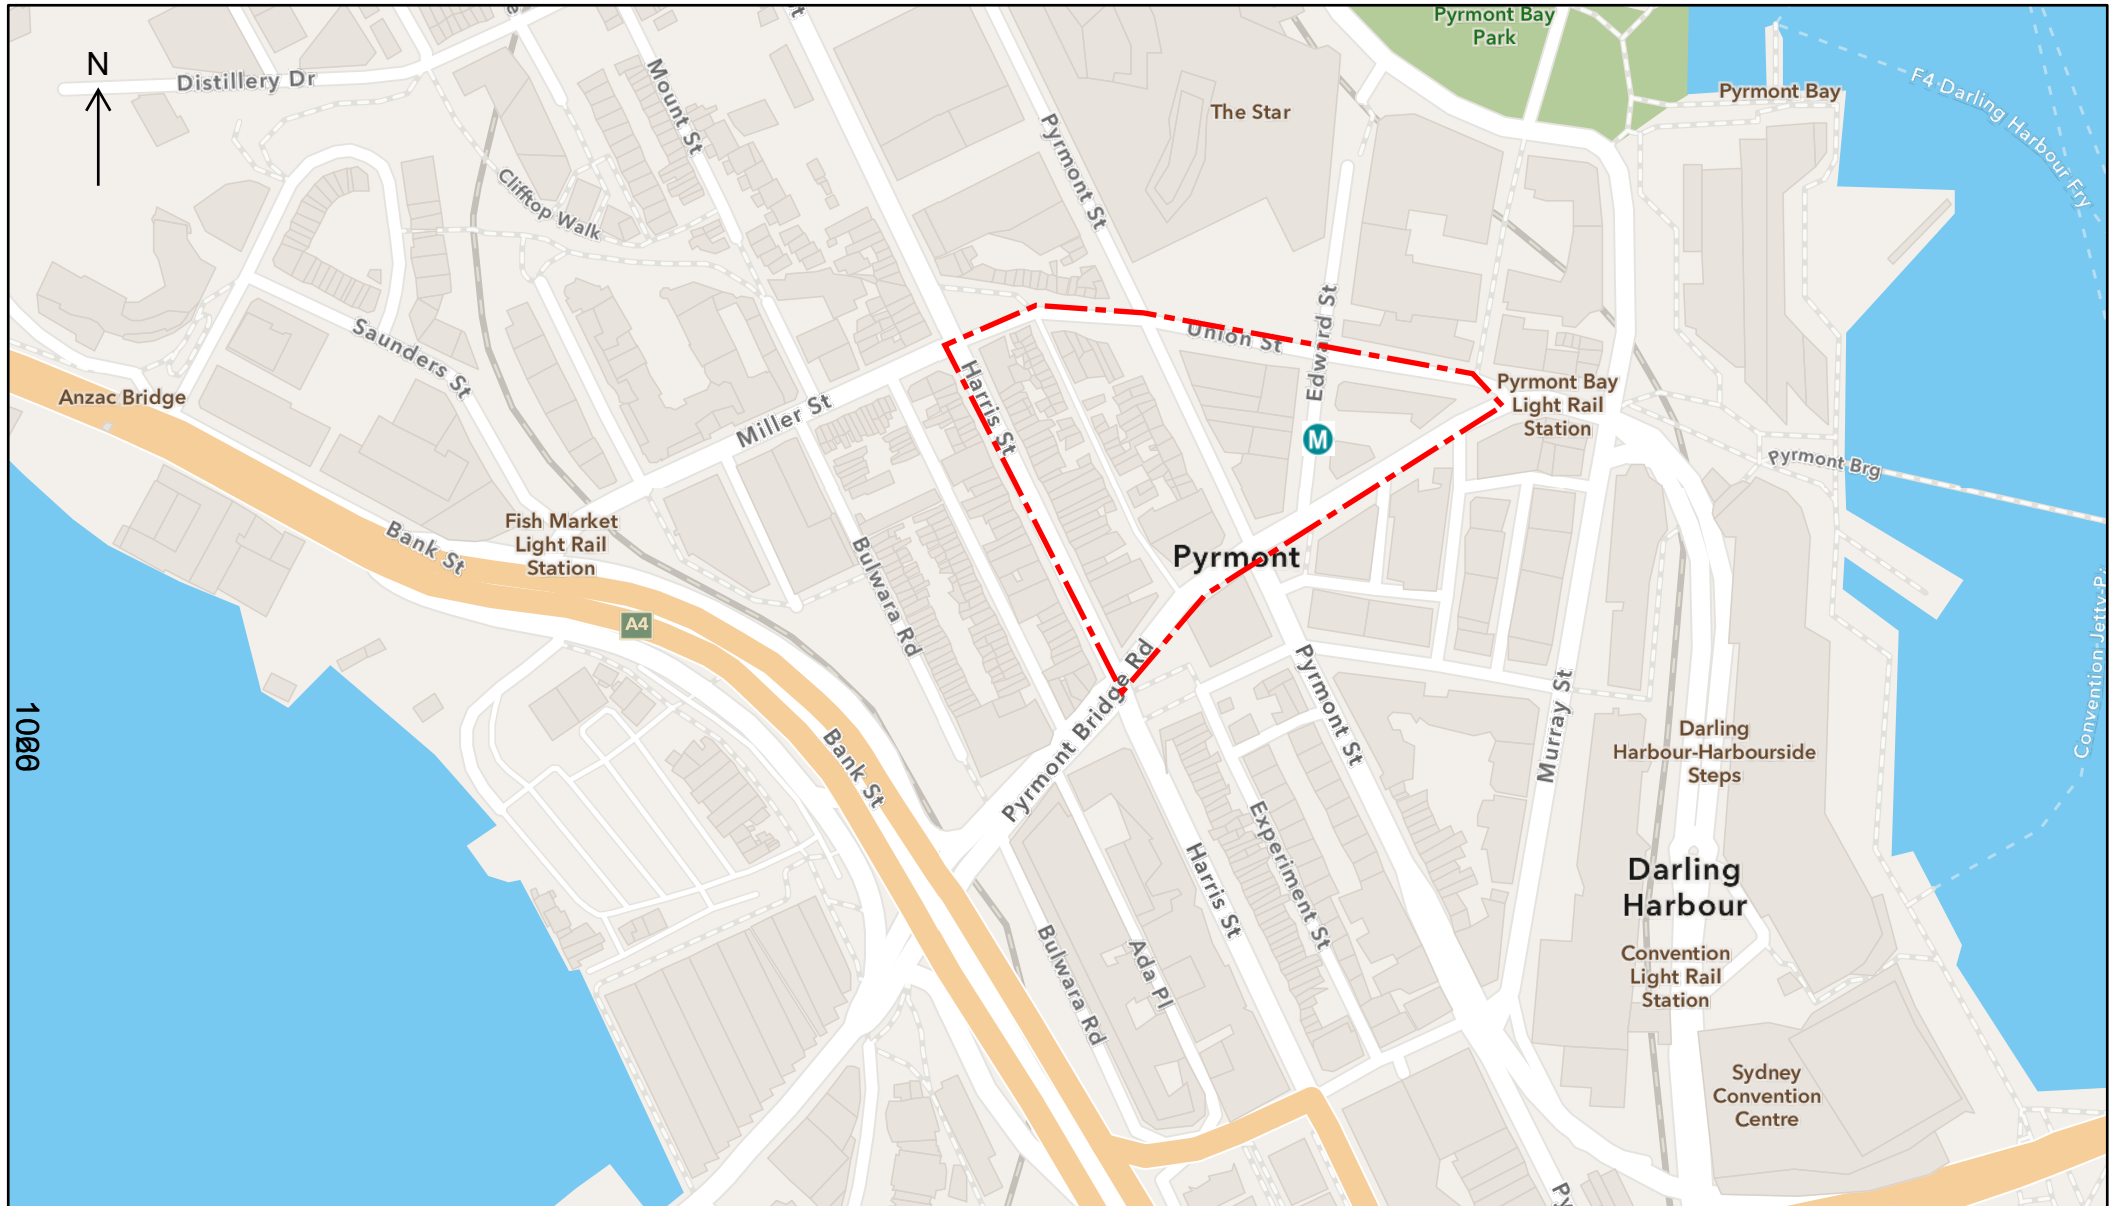 Pyrmont Bay
Park
N
Distillery Dr
Mount St
The Star
Pyrmont Bay
F4 Darling Harbour Fry
Pyrmont St
Clifftop Walk
Saunders St
Union St
Edward St
Harris St
Anzac Bridge
Miller St
Pyrmont Bay
Light Rail
Station
M
Pyrmont Brg
Bank St
Fish Market
Light Rail
Station
Bulwara Rd
Pyrmont
A4
Pyrmont Bridge Rd
Pyrmont St
Murray St
Darling
Harbour-Harbourside
Steps
Bank St
Convention Jetty-P
Experiment St
Harris St
Darling
Harbour
Bulwara Rd
Ada Pl
Convention
Light Rail
Station
Sydney
Convention
Centre
Py